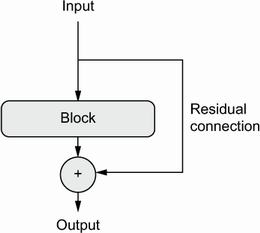 Input
Block
Residual
connection
+
Output